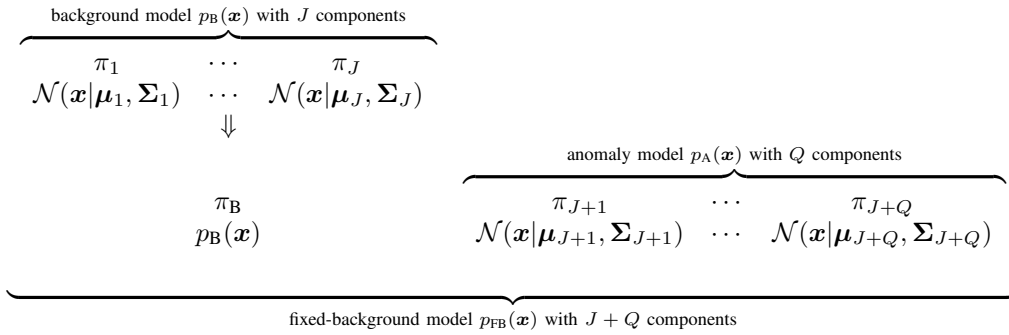 background model p_B(𝒙) with J components
π_1 ⋯ π_J
𝒩(𝒙|𝝁_1, 𝚺_1) ⋯ 𝒩(𝒙|𝝁_J, 𝚺_J)
⇓
anomaly model p_A(𝒙) with Q components
π_B π_{J+1} ⋯ π_{J+Q}
p_B(𝒙) 𝒩(𝒙|𝝁_{J+1}, 𝚺_{J+1}) ⋯ 𝒩(𝒙|𝝁_{J+Q}, 𝚺_{J+Q})
fixed-background model p_FB(𝒙) with J + Q components